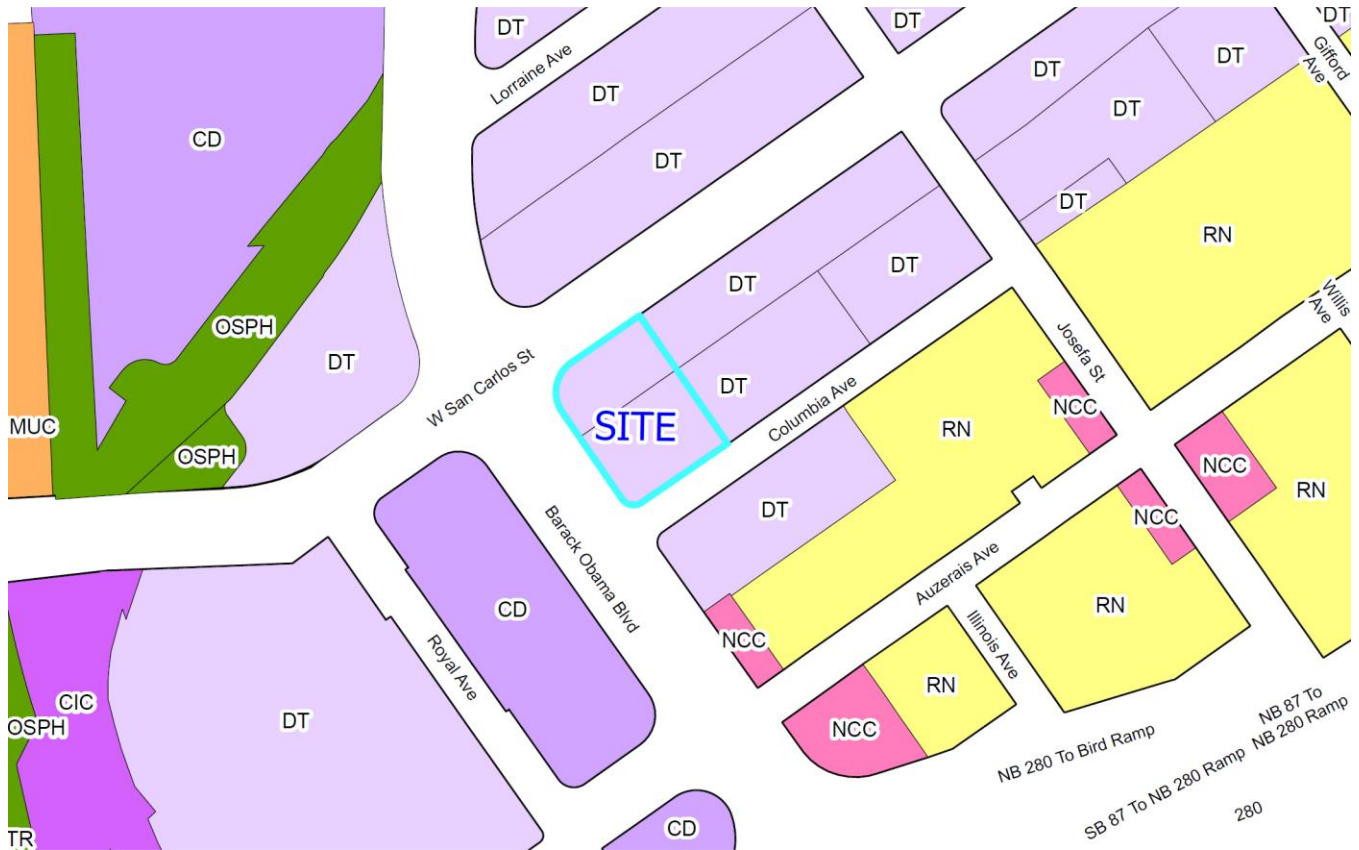 DT
DT
DT
Gifford
Ave
Lorraine Ave
DT
DT
DT
DT
CD
DT
DT
RN
DT
DT
OSPH
DT
Willis
Ave
W San Carlos St
Josefa St
DT
Columbia Ave
NCC
MUC
SITE
RN
OSPH
NCC
RN
DT
NCC
Barack Obama Blvd
Auzerais Ave
CD
RN
NCC
Illinois Ave
Royal Ave
RN
CIC
OSPH
DT
NCC
NB 87 To
NB 280 Ramp
NB 280 To Bird Ramp
SB 87 To NB 280 Ramp
280
CD
TR